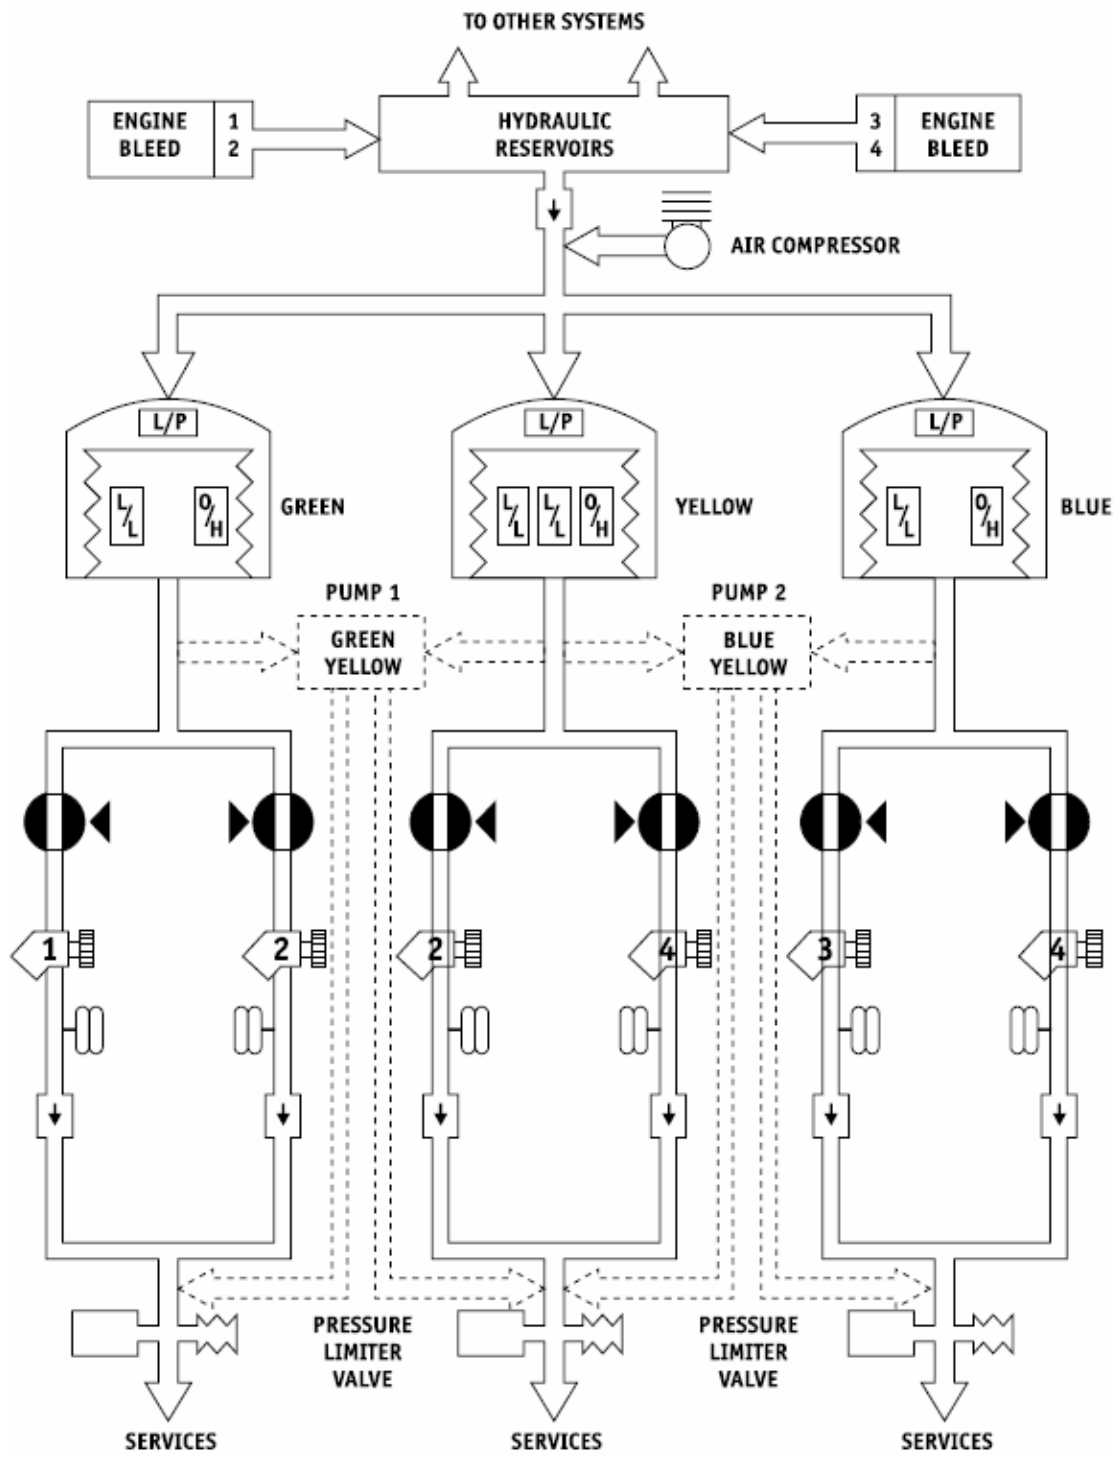 TO OTHER SYSTEMS
ENGINE
BLEED
1
2
HYDRAULIC
RESERVOIRS
3
4
ENGINE
BLEED
AIR COMPRESSOR
L/P
L/L
O/H
GREEN
L/P
L/L
L/L
O/H
YELLOW
L/P
L/L
O/H
BLUE
PUMP 1
GREEN
YELLOW
PUMP 2
BLUE
YELLOW
1
2
2
4
3
4
PRESSURE
LIMITER
VALVE
PRESSURE
LIMITER
VALVE
SERVICES
SERVICES
SERVICES